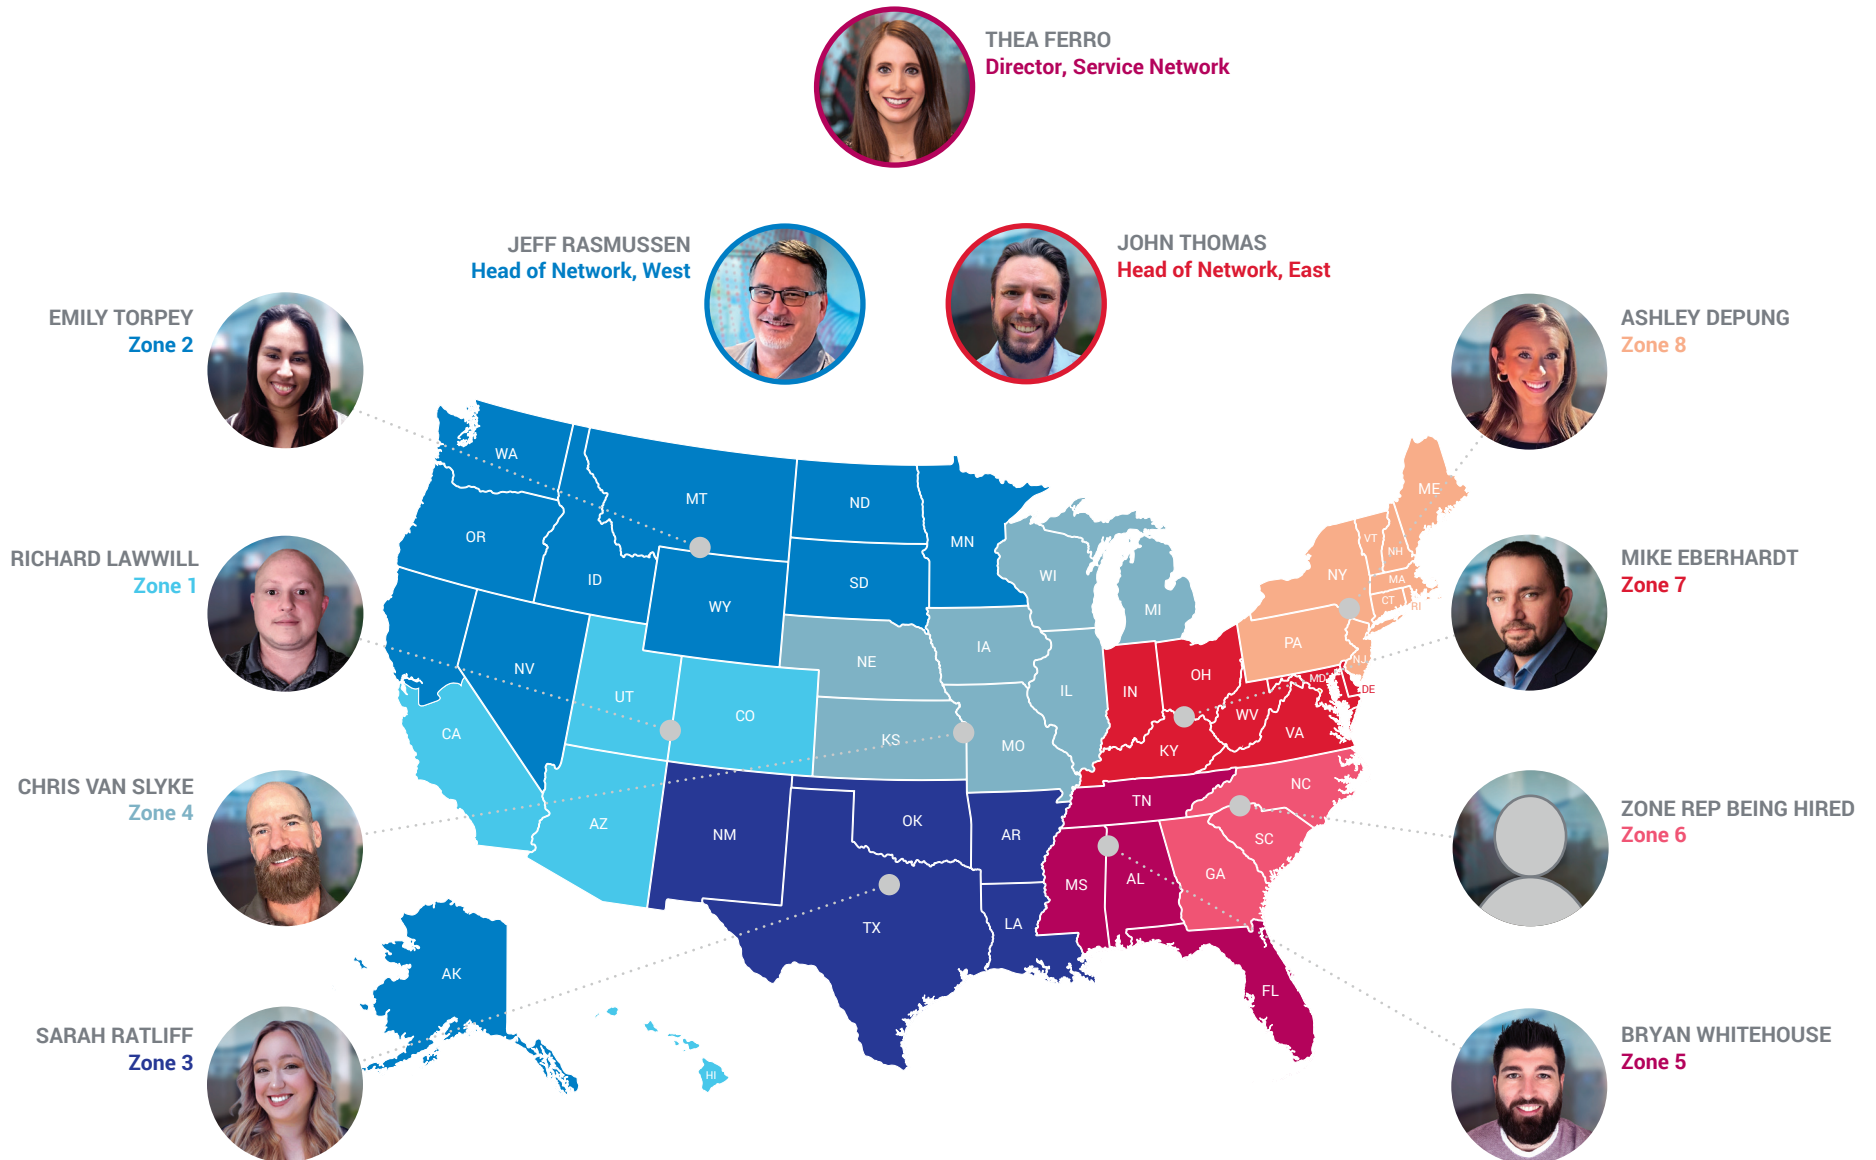 THEA FERRO
Director, Service Network
JEFF RASMUSSEN
Head of Network, West
JOHN THOMAS
Head of Network, East
EMILY TORPEY
Zone 2
ASHLEY DEPUNG
Zone 8
RICHARD LAWWILL
Zone 1
MIKE EBERHARDT
Zone 7
CHRIS VAN SLYKE
Zone 4
ZONE REP BEING HIRED
Zone 6
SARAH RATLIFF
Zone 3
BRYAN WHITEHOUSE
Zone 5
WA
MT
ND
MN
OR
ID
WY
SD
NV
WI
MI
IA
NE
IL
KS
MO
UT
CO
CA
AZ
NM
OK
AR
TX
LA
ME
VT
NH
NY
MA
CT
RI
PA
NJ
OH
IN
MD
DE
WV
VA
KY
TN
NC
SC
GA
MS
AL
FL
AK
HI